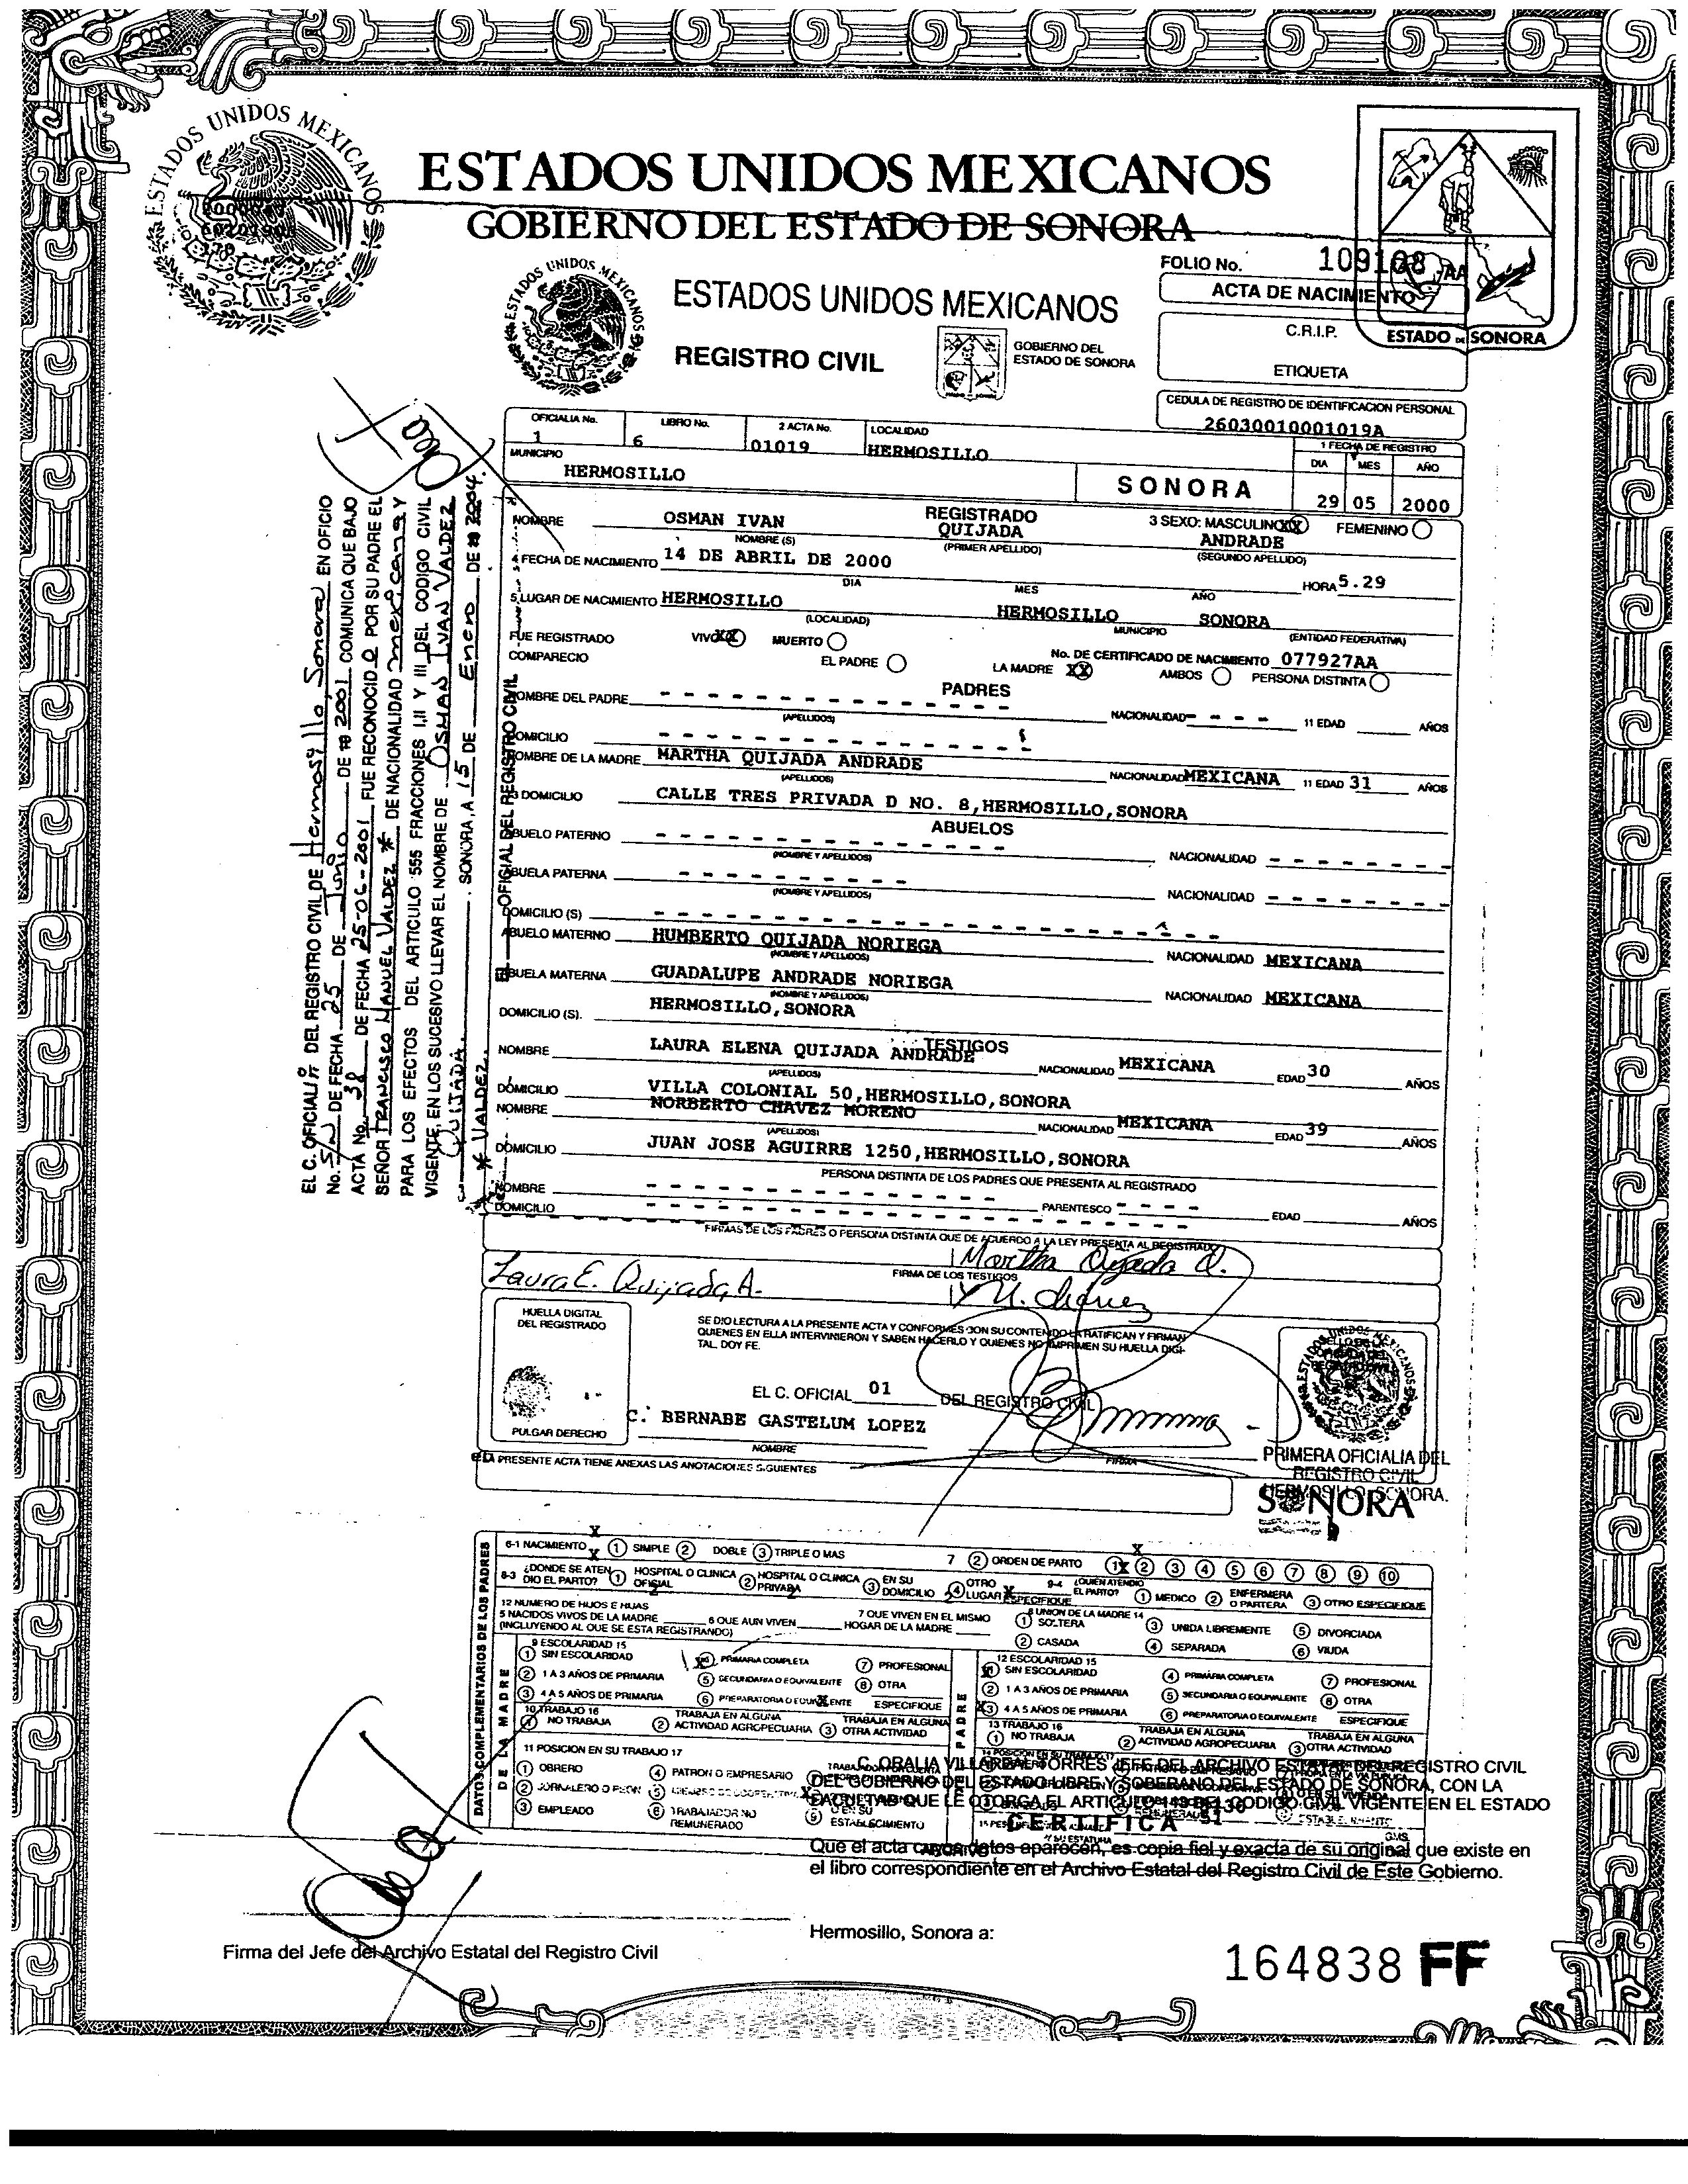 ESTADOS UNIDOS MEXICANOS
ESTADOS UNIDOS MEXICANOS
GOBIERNO DEL ESTADO DE SONORA
ESTADO DE SONORA
ESTADOS UNIDOS MEXICANOS
ESTADOS UNIDOS MEXICANOS
REGISTRO CIVIL
GOBIERNO DEL
ESTADO DE SONORA
FOLIO No. 109108 AA
ACTA DE NACIMIENTO
C.R.I.P.
ETIQUETA
CEDULA DE REGISTRO DE IDENTIFICACION PERSONAL
26030010001019A
OFICIALIA No. LIBRO No. 2 ACTA No. LOCALIDAD 1 FECHA DE REGISTRO
1 6 01019 HERMOSILLO
MUNICIPIO DIA MES AÑO
HERMOSILLO SONORA 29 05 2000
REGISTRADO
NOMBRE OSMAN IVAN QUIJADA ANDRADE 3 SEXO: MASCULINO XX FEMENINO
NOMBRE (S) (PRIMER APELLIDO) (SEGUNDO APELLIDO)
4 FECHA DE NACIMIENTO 14 DE ABRIL DE 2000 HORA 5.29
DIA MES AÑO
5 LUGAR DE NACIMIENTO HERMOSILLO HERMOSILLO SONORA
(LOCALIDAD) MUNICIPIO (ENTIDAD FEDERATIVA)
FUE REGISTRADO VIVO XX MUERTO No. DE CERTIFICADO DE NACIMIENTO 077927AA
COMPARECIO EL PADRE LA MADRE XX AMBOS PERSONA DISTINTA
PADRES
NOMBRE DEL PADRE - - - NACIONALIDAD - - - - 11 EDAD AÑOS
(APELLIDOS)
DOMICILIO - - -
NOMBRE DE LA MADRE MARTHA QUIJADA ANDRADE NACIONALIDAD MEXICANA 11 EDAD 31 AÑOS
(APELLIDOS)
DOMICILIO CALLE TRES PRIVADA D NO. 8,HERMOSILLO,SONORA
ABUELOS
ABUELO PATERNO - - - NACIONALIDAD - - -
(NOMBRE Y APELLIDOS)
ABUELA PATERNA - - - NACIONALIDAD - - -
(NOMBRE Y APELLIDOS)
DOMICILIO (S) - - -
ABUELO MATERNO HUMBERTO QUIJADA NORIEGA NACIONALIDAD MEXICANA
(NOMBRE Y APELLIDOS)
ABUELA MATERNA GUADALUPE ANDRADE NORIEGA NACIONALIDAD MEXICANA
(NOMBRE Y APELLIDOS)
DOMICILIO (S). HERMOSILLO,SONORA
TESTIGOS
NOMBRE LAURA ELENA QUIJADA ANDRADE NACIONALIDAD MEXICANA EDAD 30 AÑOS
(APELLIDOS)
DOMICILIO VILLA COLONIAL 50,HERMOSILLO,SONORA
NOMBRE NORBERTO CHAVEZ MORENO NACIONALIDAD MEXICANA EDAD 39 AÑOS
(APELLIDOS)
DOMICILIO JUAN JOSE AGUIRRE 1250,HERMOSILLO,SONORA
PERSONA DISTINTA DE LOS PADRES QUE PRESENTA AL REGISTRADO
NOMBRE - - - PARENTESCO - - - - EDAD AÑOS
DOMICILIO - - -
FIRMAS DE LOS PADRES O PERSONA DISTINTA QUE DE ACUERDO A LA LEY PRESENTA AL REGISTRADO
Martha Quijada
FIRMA DE LOS TESTIGOS
Laura E. Quijada A.
HUELLA DIGITAL
DEL REGISTRADO
PULGAR DERECHO
SE DIO LECTURA A LA PRESENTE ACTA Y CONFORMES CON SU CONTENIDO LA RATIFICAN Y FIRMAN
QUIENES EN ELLA INTERVINIERON Y SABEN HACERLO Y QUIENES NO IMPRIMEN SU HUELLA DIGI-
TAL. DOY FE.
EL C. OFICIAL 01 DEL REGISTRO CIVIL
C. BERNABE GASTELUM LOPEZ
NOMBRE FIRMA
PRIMERA OFICIALIA DEL
REGISTRO CIVIL
HERMOSILLO, SONORA.
SONORA
LA PRESENTE ACTA TIENE ANEXAS LAS ANOTACIONES SIGUIENTES
EL C. OFICIAL DEL REGISTRO CIVIL DE Hermosillo, Sonora EN OFICIO
No. S/N DE FECHA 25 DE Junio DE 2001 COMUNICA QUE BAJO
ACTA No. 38 DE FECHA 25-06-2001 FUE RECONOCIDO POR SU PADRE EL
SEÑOR FRANCISCO MANUEL VALDEZ * DE NACIONALIDAD mexicana Y
PARA LOS EFECTOS DEL ARTICULO 555 FRACCIONES I,II Y III DEL CODIGO CIVIL
VIGENTE, EN LOS SUCESIVO LLEVAR EL NOMBRE DE OSMAN IVAN VALDEZ
QUIJADA. SONORA, A 15 DE Enero DE 2004.
* VALDEZ.
EL OFICIAL DEL REGISTRO CIVIL
DATOS COMPLEMENTARIOS DE LOS PADRES
6-1 NACIMIENTO 1 SIMPLE 2 DOBLE 3 TRIPLE O MAS 7 2 ORDEN DE PARTO 1 2 3 4 5 6 7 8 9 10
8-3 ¿DONDE SE ATENDIO EL PARTO? 1 HOSPITAL O CLINICA OFICIAL 2 HOSPITAL O CLINICA PRIVADA 3 EN SU DOMICILIO 4 OTRO LUGAR ESPECIFIQUE 9-4 ¿QUIEN ATENDIO EL PARTO? 1 MEDICO 2 ENFERMERA O PARTERA 3 OTRO ESPECIFIQUE
12 NUMERO DE HIJOS E HIJAS
5 NACIDOS VIVOS DE LA MADRE 6 QUE AUN VIVEN 7 QUE VIVEN EN EL MISMO HOGAR DE LA MADRE
(INCLUYENDO AL QUE SE ESTA REGISTRANDO)
8 UNION DE LA MADRE 14
1 SOLTERA 3 UNIDA LIBREMENTE 5 DIVORCIADA
2 CASADA 4 SEPARADA 6 VIUDA
DE LA MADRE
9 ESCOLARIDAD 15
1 SIN ESCOLARIDAD PRIMARIA COMPLETA 7 PROFESIONAL
2 1 A 3 AÑOS DE PRIMARIA 5 SECUNDARIA O EQUIVALENTE 8 OTRA
3 4 A 5 AÑOS DE PRIMARIA 6 PREPARATORIA O EQUIVALENTE ESPECIFIQUE
10 TRABAJO 16
NO TRABAJA 2 TRABAJA EN ALGUNA ACTIVIDAD AGROPECUARIA 3 TRABAJA EN ALGUNA OTRA ACTIVIDAD
11 POSICION EN SU TRABAJO 17
1 OBRERO 4 PATRON O EMPRESARIO
2 JORNALERO O PEON 5
3 EMPLEADO 6 TRABAJADOR NO REMUNERADO 9 ESTABLECIMIENTO
PADRE
12 ESCOLARIDAD 15
SIN ESCOLARIDAD 4 PRIMARIA COMPLETA 7 PROFESIONAL
2 1 A 3 AÑOS DE PRIMARIA 5 SECUNDARIA O EQUIVALENTE 8 OTRA
3 4 A 5 AÑOS DE PRIMARIA 6 PREPARATORIA O EQUIVALENTE ESPECIFIQUE
13 TRABAJO 16
1 NO TRABAJA 2 TRABAJA EN ALGUNA ACTIVIDAD AGROPECUARIA 3 TRABAJA EN ALGUNA OTRA ACTIVIDAD
C. ORALIA VILLARREAL TORRES JEFE DEL ARCHIVO ESTATAL DEL REGISTRO CIVIL
DEL GOBIERNO DEL ESTADO LIBRE Y SOBERANO DEL ESTADO DE SONORA, CON LA
FACULTAD QUE LE OTORGA EL ARTICULO 143 DEL CODIGO CIVIL VIGENTE EN EL ESTADO
CERTIFICA
Que el acta cuyos datos aparecen, es copia fiel y exacta de su original que existe en
el libro correspondiente en el Archivo Estatal del Registro Civil de Este Gobierno.
Hermosillo, Sonora a:
Firma del Jefe del Archivo Estatal del Registro Civil
164838 FF